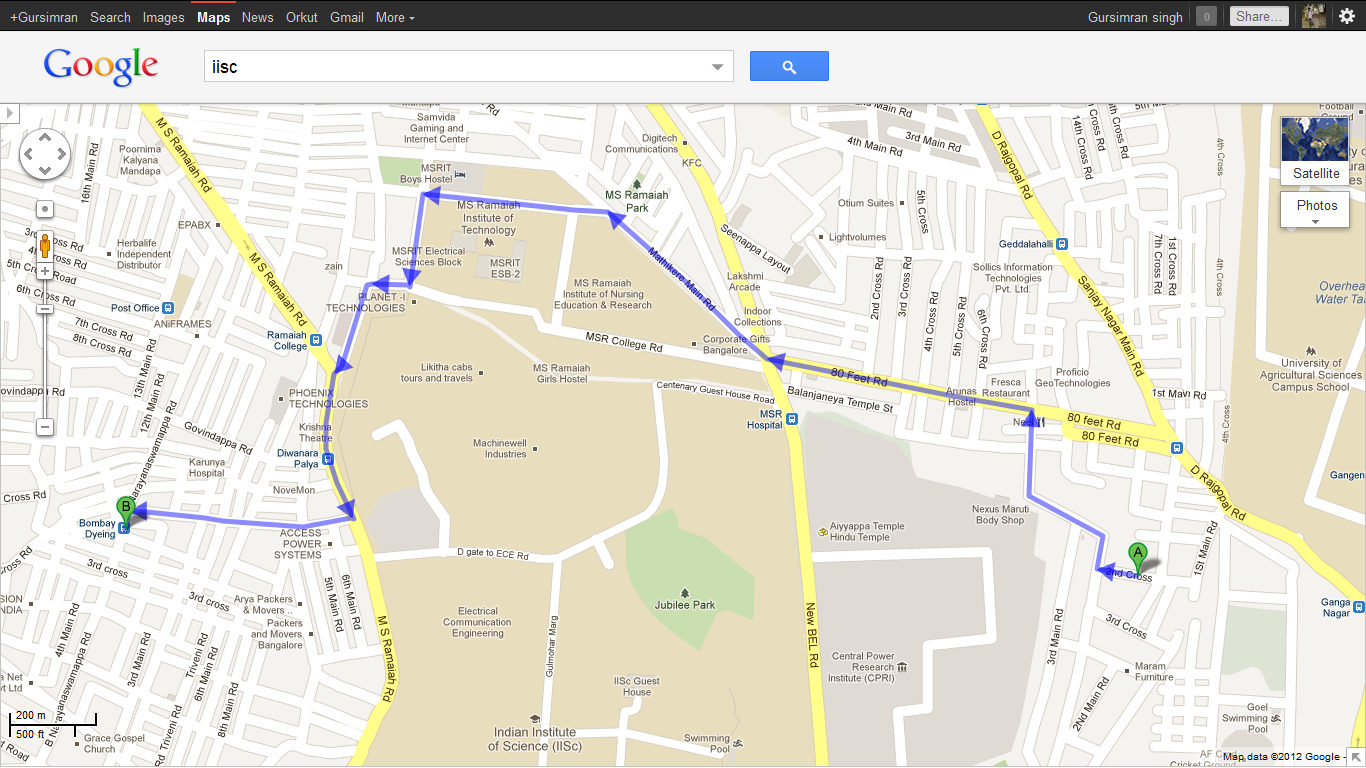 +Gursimran Search Images Maps News Orkut Gmail More
Gursimran singh 0 Share...
Google
iisc
Satellite
Photos
Samvida
Gaming and
Internet Center
Digitech
Communications
KFC
2nd Main Rd
3rd Main Rd
4th Main Rd
14th Cross Rd
4th Cross
Football
Ground
D Rajgopal Rd
M S Ramaiah Rd
Poornima
Kalyana
Mandapa
16th Main Rd
MSRIT
Boys Hostel
MS Ramaiah
Park
MS Ramaiah
Institute of
Technology
Otium Suites
5th Cross
EPABX
3rd Cross Rd
4th Cross Rd
5th Cross Road
6th Cross Rd
Herbalife
Independent
Distributor
zain
MSRIT Electrical
Sciences Block
MSRIT
ESB-2
Mathikere Main Rd
Seenappa Layout
Lightvolumes
Geddalahalli
Sollics Information
Technologies
Pvt. Ltd.
7th Cross Rd
1st Cross Rd
4th Cross
M S Ramaiah Rd
Post Office
ANiFRAMES
7th Cross Rd
8th Cross Rd
PLANET -I
TECHNOLOGIES
MS Ramaiah
Institute of Nursing
Education & Research
Lakshmi
Arcade
Indoor
Collections
2nd Cross Rd
3rd Cross Rd
4th Cross Rd
5th Cross Rd
6th Cross Rd
Sanjay Nagar Main Rd
Water
Ramaiah
College
MSR College Rd
Corporate Gifts
Bangalore
Likitha cabs
tours and travels
MS Ramaiah
Girls Hostel
Centenary Guest House Road
80 Feet Rd
Balanjaneya Temple St
Arunas
Hostel
Fresca
Restaurant
Proficio
GeoTechnologies
1st Main Rd
University of
Agricultural Sciences
Campus School
Govindappa Rd
13th Main Rd
12th Main Rd
PHOENIX
TECHNOLOGIES
Krishna
Theatre
Govindappa Rd
Diwanara
Palya
Karunya
Hospital
Machinewell
Industries
MSR
Hospital
80 feet Rd
80 Feet Rd
4th Cross
D Rajgopal Rd
Gangen
NoveMon
Cross Rd
B
Bombay
Dyeing
ACCESS
POWER
SYSTEMS
D gate to ECE Rd
Aiyyappa Temple
Hindu Temple
Nexus Maruti
Body Shop
A
2nd Cross
1St Main Rd
3rd cross
3rd cross Rd
6th Main Rd
5th Main Rd
Arya Packers
& Movers ..
Packers
and Movers
Bangalore
Electrical
Communication
Engineering
Jubilee Park
Gulmohar Marg
New BEL Rd
3rd Cross
3rd Main Rd
Ganga
Nagar
SION
INDIA
4th Main Rd
3rd Main Rd
Triveni Rd
6th Main Rd
8th Main Rd
M S Ramaiah Rd
IISc Guest
House
Central Power
Research
Institute (CPRI)
Maram
Furniture
2Nd Main Rd
200 m
500 ft
B Narayanaswamappa Rd
Triveni Rd
Grace Gospel
Church
Indian Institute
of Science (IISc)
Swimming
Pool
Goel
Swimming
Pool
AF
Cricket Ground
Map data ©2012 Google -